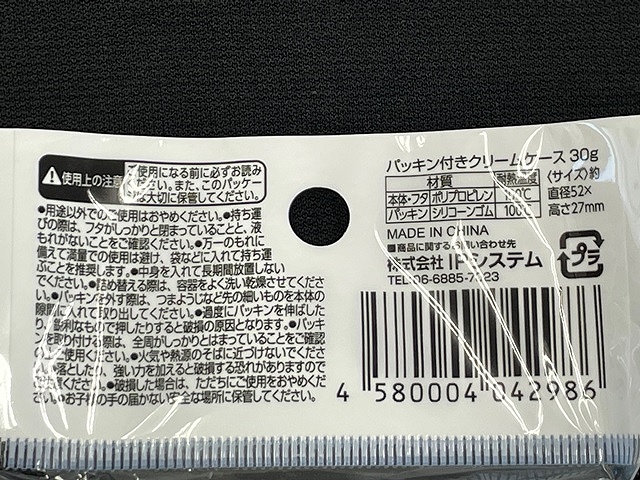 使用上の注意
ご使用になる前に必ずお読み
ください。また、このパッケー
ジは大切に保管してください。
●用途以外でのご使用はおやめください。●持ち運
びの際は、フタがしっかりと閉まっていることと、液
もれがないことをご確認ください。●万一のもれに
備えて満量での使用は避け、袋などに入れて持ち運
ぶことを推奨します。●中身を入れて長期間放置しない
でください。●詰め替える際は、容器をよく洗い乾燥させてくださ
い。●パッキンを外す際は、つまようじなど先の細いものを本体の
隙間に入れて取り出してください。●過度にパッキンを伸ばした
り、鋭利なもので押したりすると破損の原因となります。●パッキ
ンを取り付ける際は、全周がしっかりとはまっていることをご確認
の上ご使用ください。●火気や熱源のそばに近づけないでくださ
い。●落としたり、強い力を加えると破損する恐れがありますので
ご注意ください。●破損した場合は、ただちにご使用をおやめくだ
さい。●お子様の手の届かない安全な場所に保管してください。
パッキン付きクリームケース 30g
材質 耐熱温度
本体・フタ ポリプロピレン ℃
パッキン シリコーンゴム 100℃
〈サイズ〉約
直径52×
高さ27mm
MADE IN CHINA
■商品に関するお問い合わせ先
株式会社 IPシステム
TEL:06-6885-7
プラ
4 580004 042986